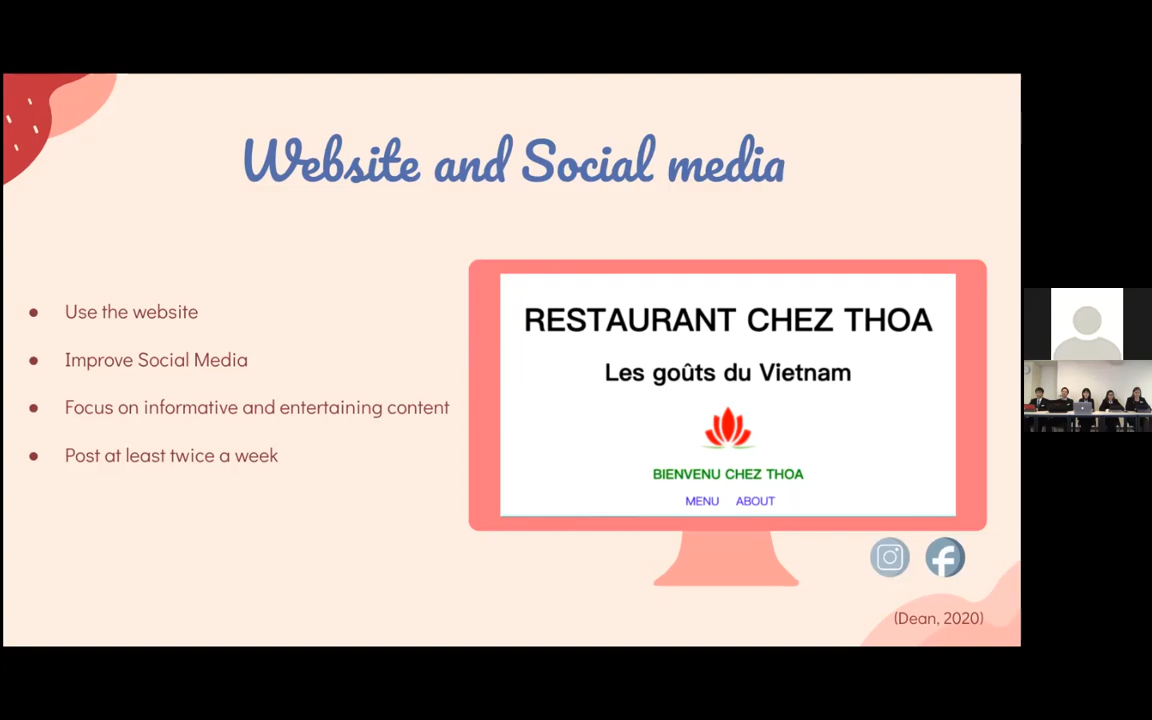 Website and Social media
● Use the website
● Improve Social Media
● Focus on informative and entertaining content
● Post at least twice a week
RESTAURANT CHEZ THOA
Les goûts du Vietnam
BIENVENU CHEZ THOA
MENU ABOUT
(Dean, 2020)